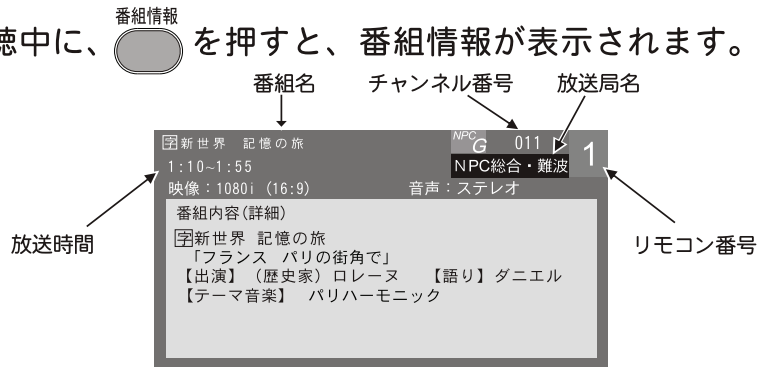 番組情報
聴中に、 を押すと、番組情報が表示されます。
番組名 チャンネル番号 放送局名
字新世界 記憶の旅 NPC G 011 1
1:10~1:55 NPC総合・難波
映像：1080i (16:9) 音声：ステレオ
番組内容(詳細)
字新世界 記憶の旅
「フランス パリの街角で」
【出演】（歴史家）ロレーヌ 【語り】ダニエル
【テーマ音楽】 パリハーモニック
放送時間
リモコン番号